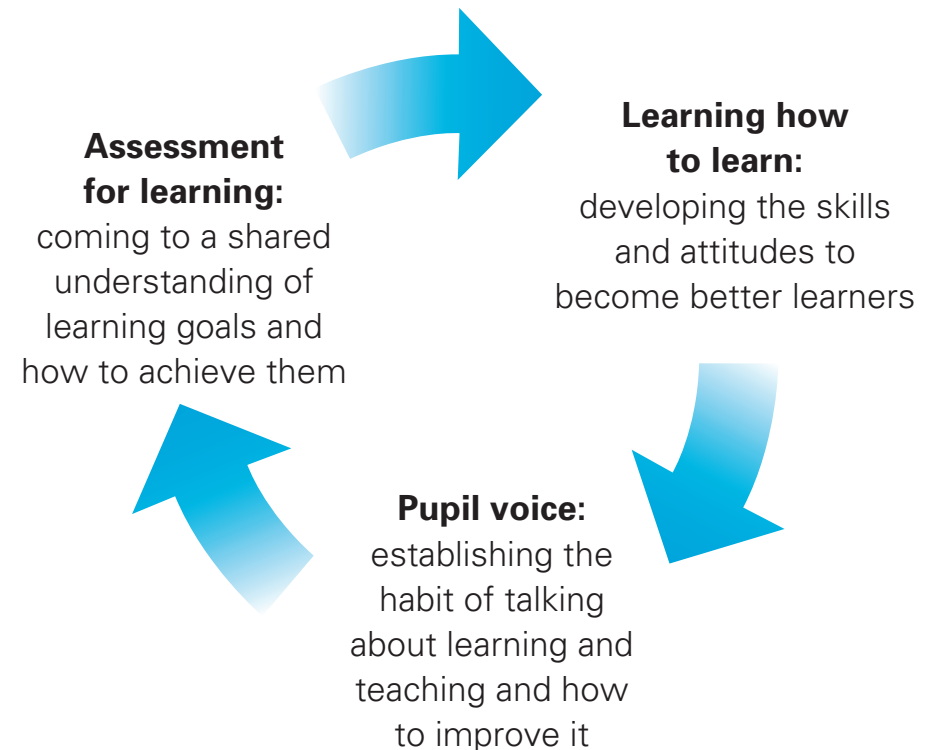 Assessment
for learning:
coming to a shared
understanding of
learning goals and
how to achieve them
Learning how
to learn:
developing the skills
and attitudes to
become better learners
Pupil voice:
establishing the
habit of talking
about learning and
teaching and how
to improve it